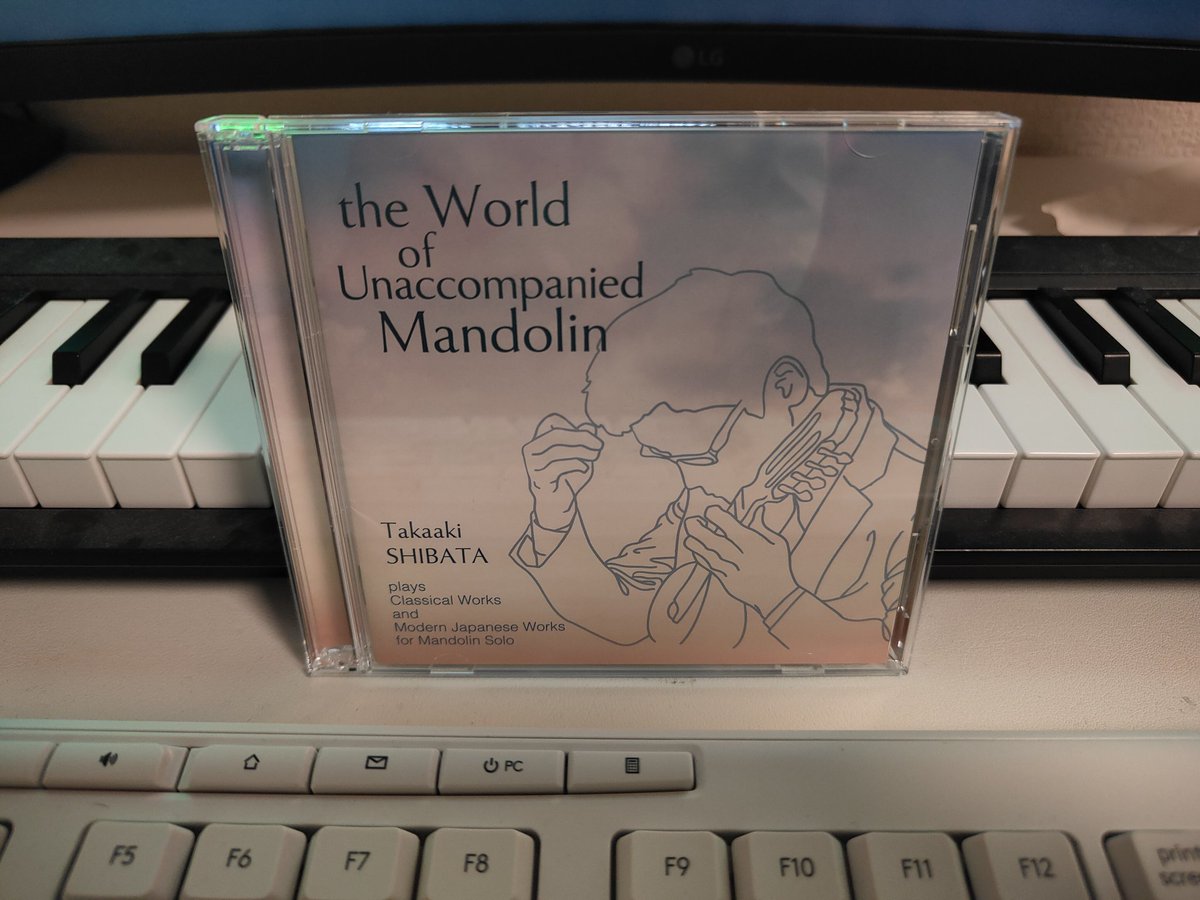 LG
the World
of
Unaccompanied
Mandolin
Takaaki
SHIBATA
plays
Classical Works
and
Modern Japanese Works
for Mandolin Solo
PC
F5
F6
F7
F8
F9
F10
F11
F12
print